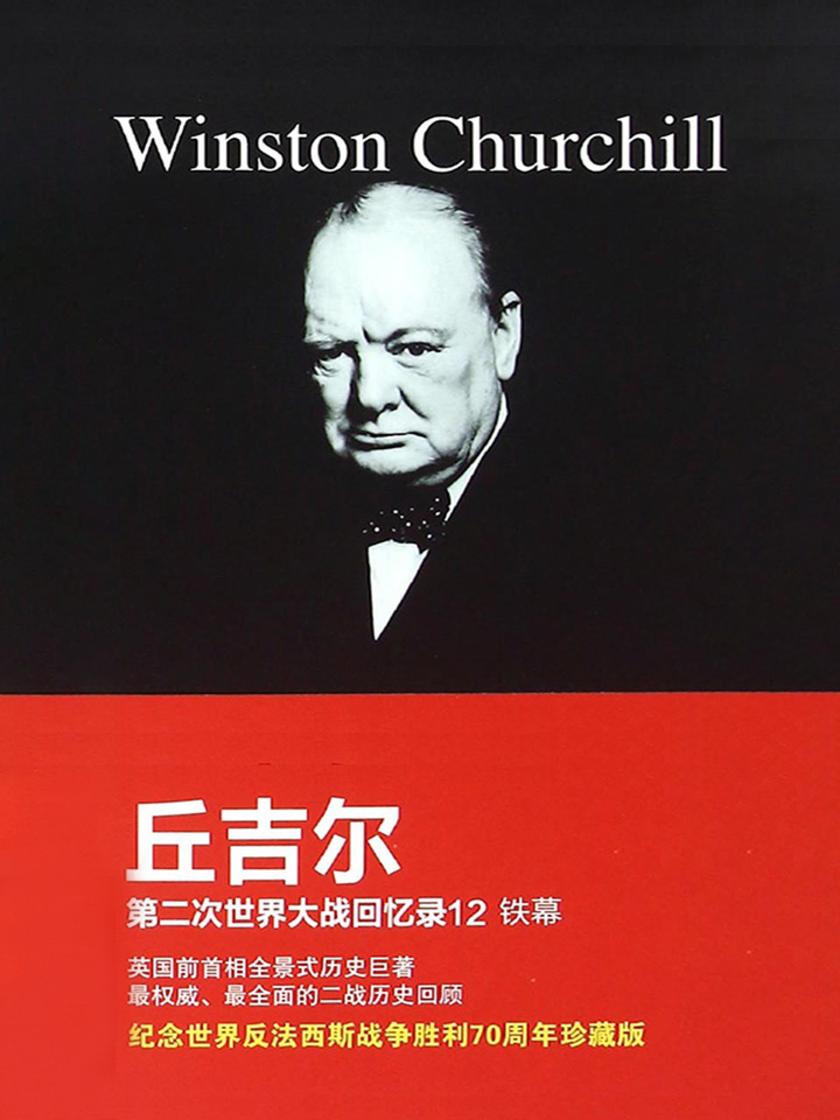 Winston Churchill
丘吉尔
第二次世界大战回忆录12 铁幕
英国前首相全景式历史巨著
最权威、最全面的二战历史回顾
纪念世界反法西斯战争胜利70周年珍藏版